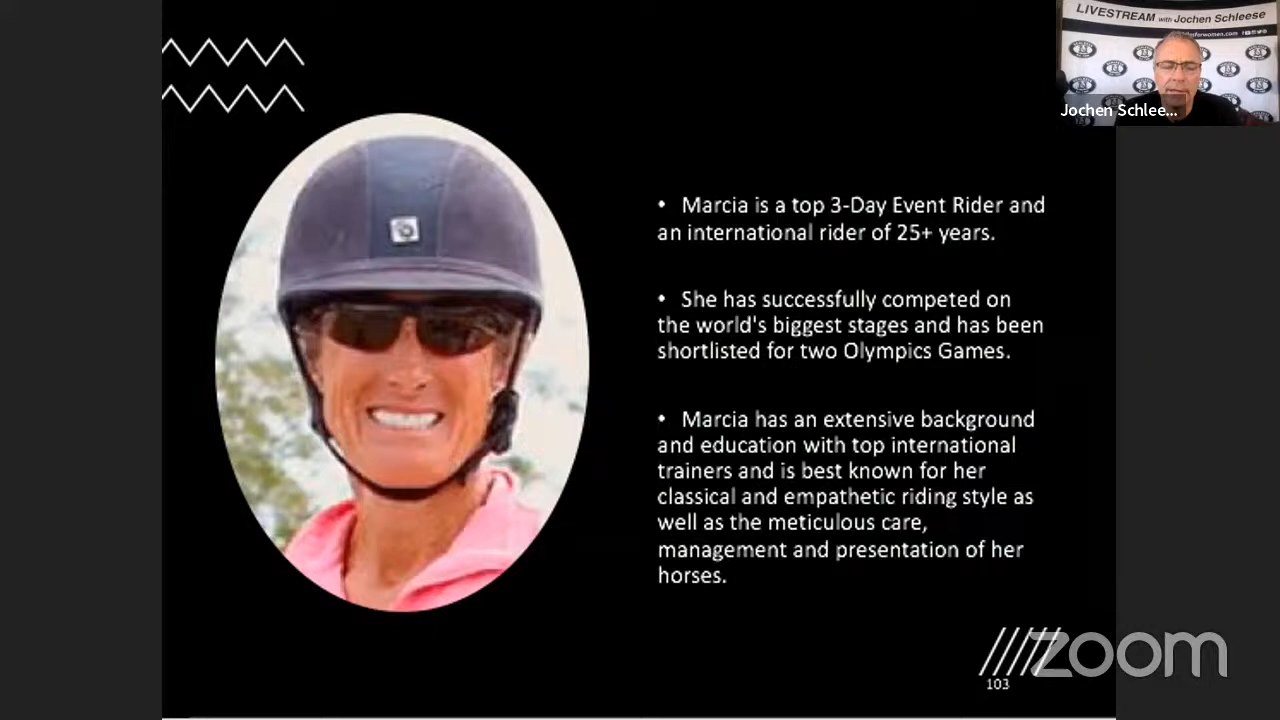 LIVESTREAM with Jochen Schleese
Jochen Schlee...
• Marcia is a top 3-Day Event Rider and
an international rider of 25+ years.
• She has successfully competed on
the world's biggest stages and has been
shortlisted for two Olympics Games.
• Marcia has an extensive background
and education with top international
trainers and is best known for her
classical and empathetic riding style as
well as the meticulous care,
management and presentation of her
horses.
zoom
103